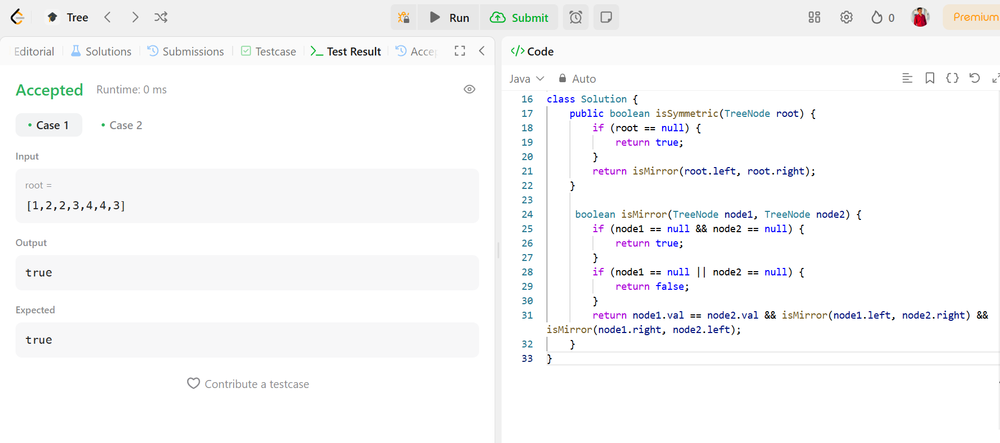 Tree
Run
Submit
0
Premium
Editorial
Solutions
Submissions
Testcase
Test Result
Accep
Code
Accepted
Runtime: 0 ms
Case 1
Case 2
Input
root =
[1,2,2,3,4,4,3]
Output
true
Expected
true
Contribute a testcase
Java
Auto
16 class Solution {
17     public boolean isSymmetric(TreeNode root) {
18         if (root == null) {
19             return true;
20         }
21         return isMirror(root.left, root.right);
22     }
23
24      boolean isMirror(TreeNode node1, TreeNode node2) {
25         if (node1 == null && node2 == null) {
26             return true;
27         }
28         if (node1 == null || node2 == null) {
29             return false;
30         }
31         return node1.val == node2.val && isMirror(node1.left, node2.right) &&
isMirror(node1.right, node2.left);
32     }
33 }